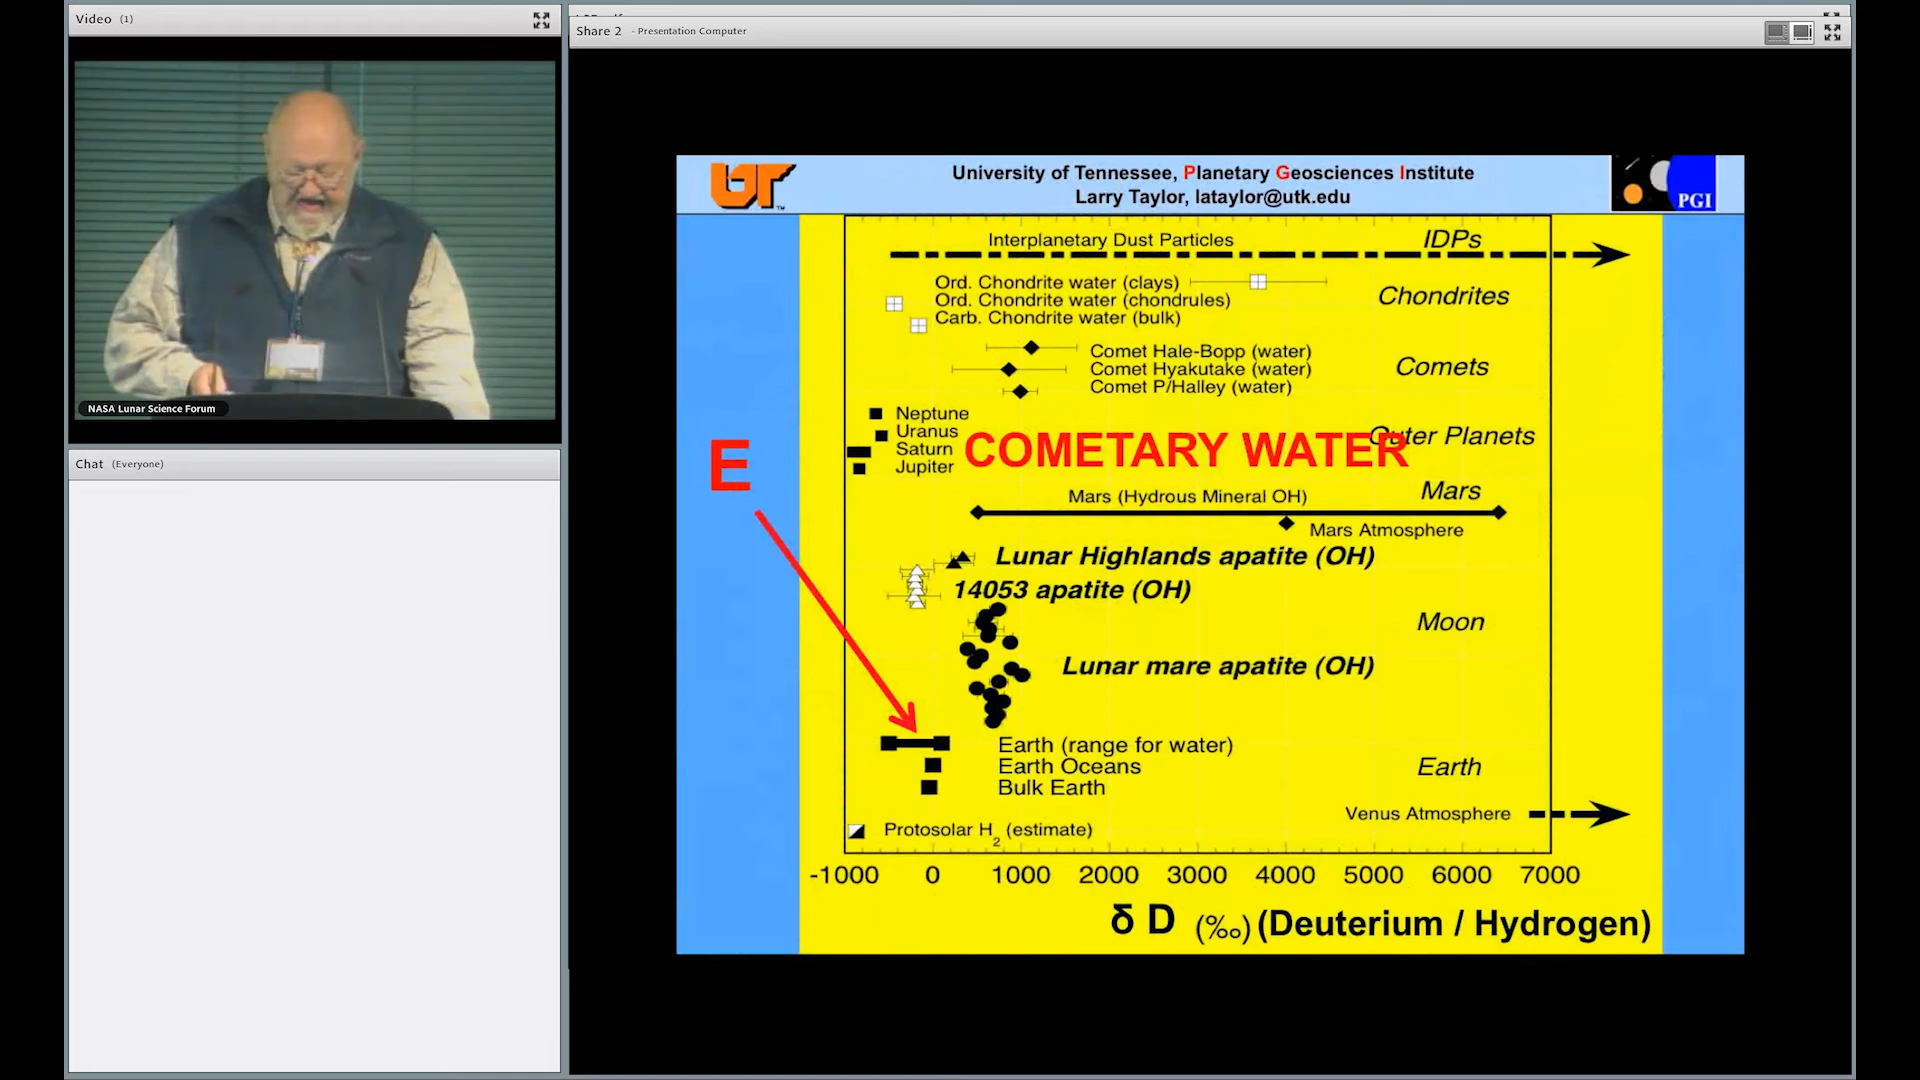 Video (1)
NASA Lunar Science Forum
Chat (Everyone)
Share 2 - Presentation Computer
UT
TM
University of Tennessee, Planetary Geosciences Institute
Larry Taylor, lataylor@utk.edu
PGI
Interplanetary Dust Particles
IDPs
Ord. Chondrite water (clays)
Ord. Chondrite water (chondrules)
Carb. Chondrite water (bulk)
Chondrites
Comet Hale-Bopp (water)
Comet Hyakutake (water)
Comet P/Halley (water)
Comets
Neptune
Uranus
Saturn
Jupiter
Outer Planets
COMETARY WATER
E
Mars (Hydrous Mineral OH)
Mars
Mars Atmosphere
Lunar Highlands apatite (OH)
14053 apatite (OH)
Moon
Lunar mare apatite (OH)
Earth (range for water)
Earth Oceans
Bulk Earth
Earth
Venus Atmosphere
Protosolar H2 (estimate)
-1000 0 1000 2000 3000 4000 5000 6000 7000
δ D (‰) (Deuterium / Hydrogen)